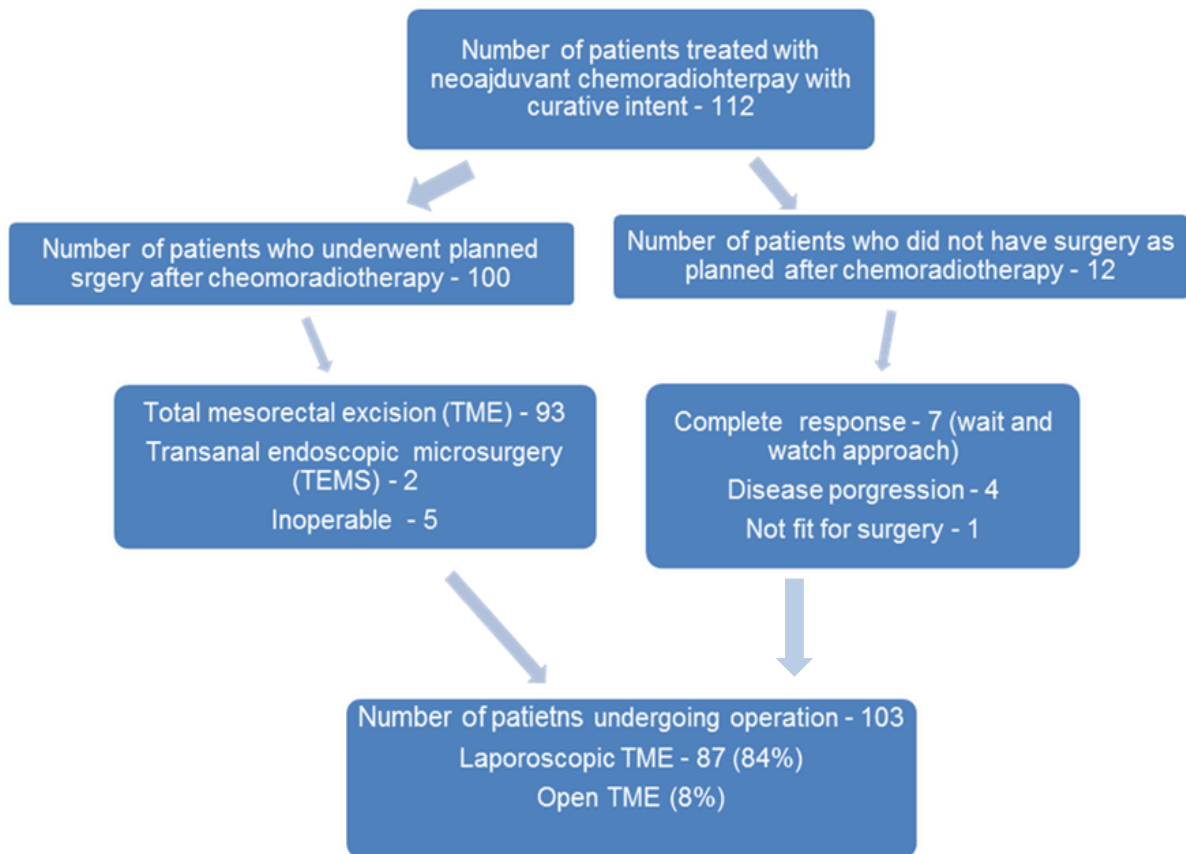 Number of patients treated with
neoajduvant chemoradiohterpay with
curative intent - 112
Number of patients who underwent planned
srgery after cheomoradiotherapy - 100
Number of patients who did not have surgery as
planned after chemoradiotherapy - 12
Total mesorectal excision (TME) - 93
Transanal endoscopic microsurgery
(TEMS) - 2
Inoperable - 5
Complete response - 7 (wait and
watch approach)
Disease porgression - 4
Not fit for surgery - 1
Number of patietns undergoing operation - 103
Laporoscopic TME - 87 (84%)
Open TME (8%)